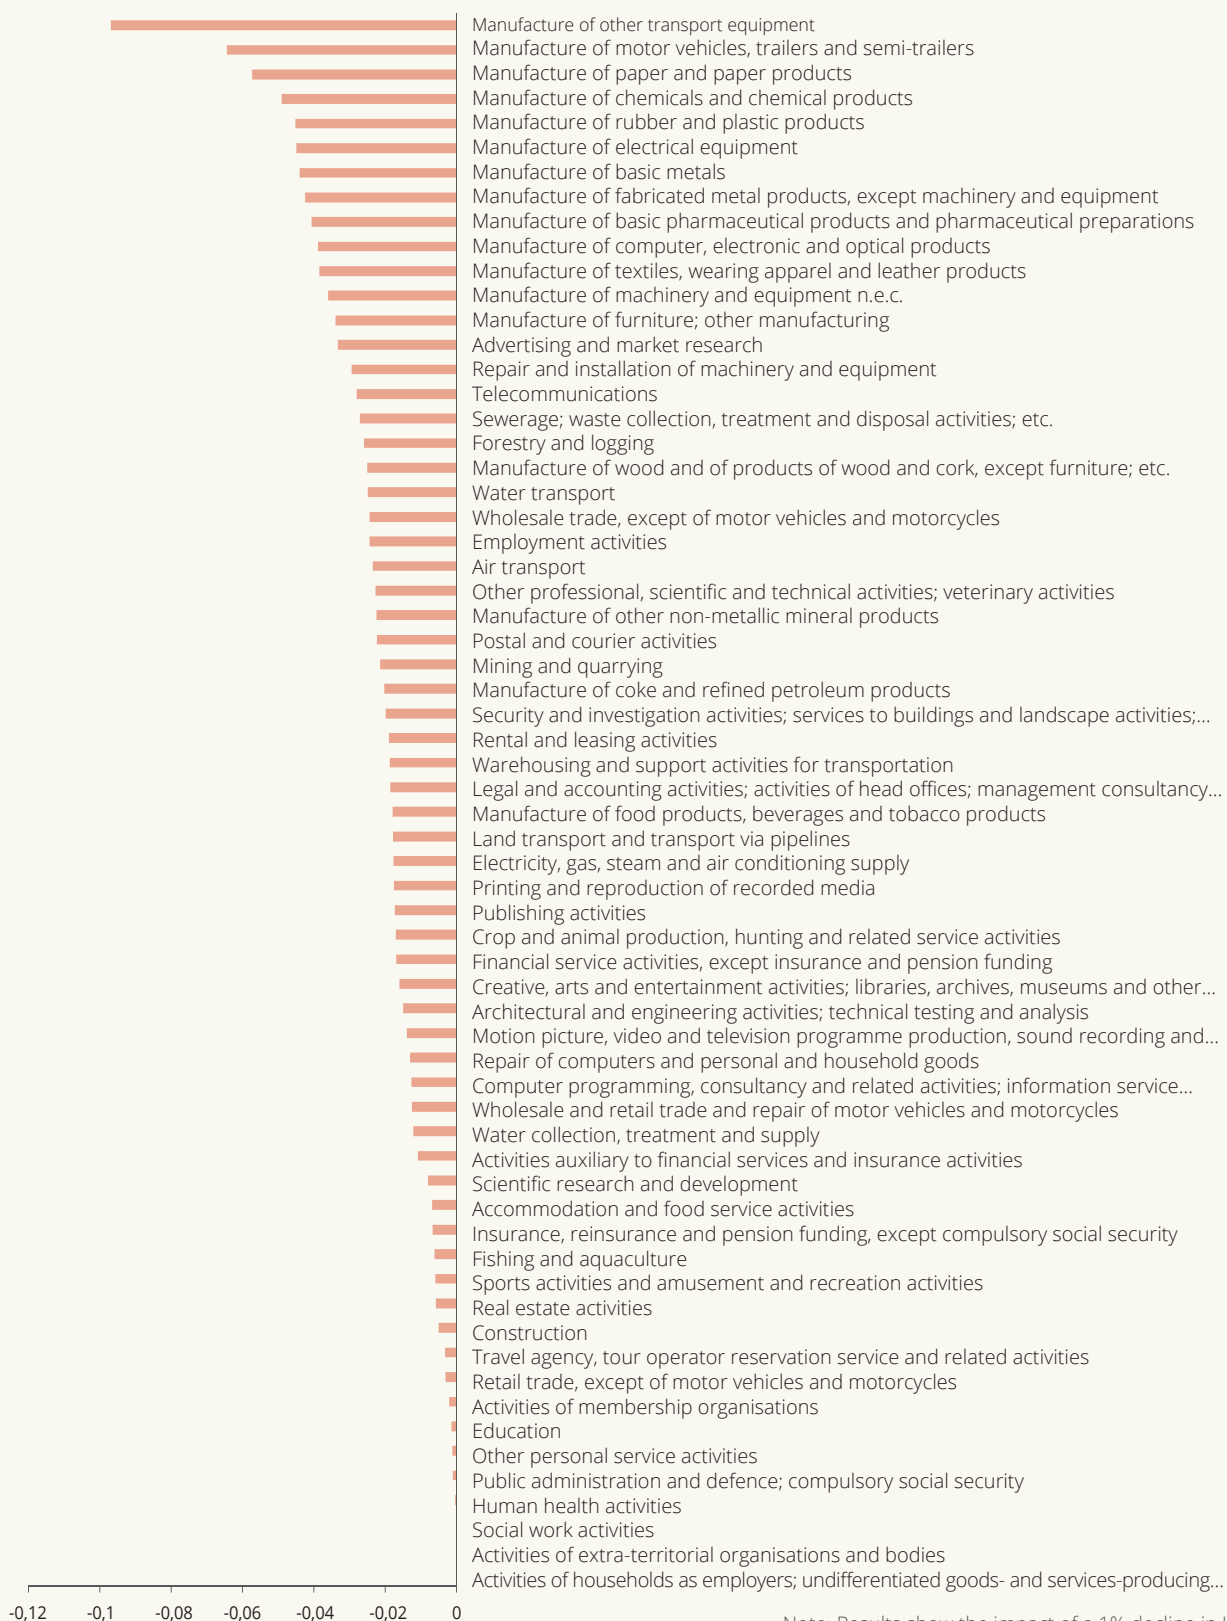 Manufacture of other transport equipment
Manufacture of motor vehicles, trailers and semi-trailers
Manufacture of paper and paper products
Manufacture of chemicals and chemical products
Manufacture of rubber and plastic products
Manufacture of electrical equipment
Manufacture of basic metals
Manufacture of fabricated metal products, except machinery and equipment
Manufacture of basic pharmaceutical products and pharmaceutical preparations
Manufacture of computer, electronic and optical products
Manufacture of textiles, wearing apparel and leather products
Manufacture of machinery and equipment n.e.c.
Manufacture of furniture; other manufacturing
Advertising and market research
Repair and installation of machinery and equipment
Telecommunications
Sewerage; waste collection, treatment and disposal activities; etc.
Forestry and logging
Manufacture of wood and of products of wood and cork, except furniture; etc.
Water transport
Wholesale trade, except of motor vehicles and motorcycles
Employment activities
Air transport
Other professional, scientific and technical activities; veterinary activities
Manufacture of other non-metallic mineral products
Postal and courier activities
Mining and quarrying
Manufacture of coke and refined petroleum products
Security and investigation activities; services to buildings and landscape activities;...
Rental and leasing activities
Warehousing and support activities for transportation
Legal and accounting activities; activities of head offices; management consultancy...
Manufacture of food products, beverages and tobacco products
Land transport and transport via pipelines
Electricity, gas, steam and air conditioning supply
Printing and reproduction of recorded media
Publishing activities
Crop and animal production, hunting and related service activities
Financial service activities, except insurance and pension funding
Creative, arts and entertainment activities; libraries, archives, museums and other...
Architectural and engineering activities; technical testing and analysis
Motion picture, video and television programme production, sound recording and...
Repair of computers and personal and household goods
Computer programming, consultancy and related activities; information service...
Wholesale and retail trade and repair of motor vehicles and motorcycles
Water collection, treatment and supply
Activities auxiliary to financial services and insurance activities
Scientific research and development
Accommodation and food service activities
Insurance, reinsurance and pension funding, except compulsory social security
Fishing and aquaculture
Sports activities and amusement and recreation activities
Real estate activities
Construction
Travel agency, tour operator reservation service and related activities
Retail trade, except of motor vehicles and motorcycles
Activities of membership organisations
Education
Other personal service activities
Public administration and defence; compulsory social security
Human health activities
Social work activities
Activities of extra-territorial organisations and bodies
Activities of households as employers; undifferentiated goods- and services-producing...
-0,12 -0,1 -0,08 -0,06 -0,04 -0,02 0